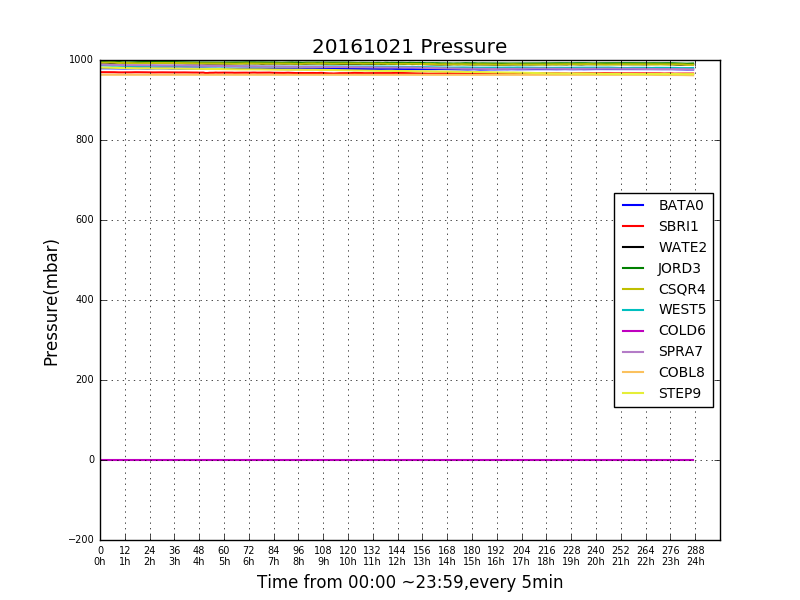 20161021 Pressure
Pressure(mbar)
1000
800
600
400
200
0
−200
BATA0
SBRI1
WATE2
JORD3
CSQR4
WEST5
COLD6
SPRA7
COBL8
STEP9
0 12 24 36 48 60 72 84 96 108 120 132 144 156 168 180 192 204 216 228 240 252 264 276 288
0h 1h 2h 3h 4h 5h 6h 7h 8h 9h 10h 11h 12h 13h 14h 15h 16h 17h 18h 19h 20h 21h 22h 23h 24h
Time from 00:00 ~23:59,every 5min